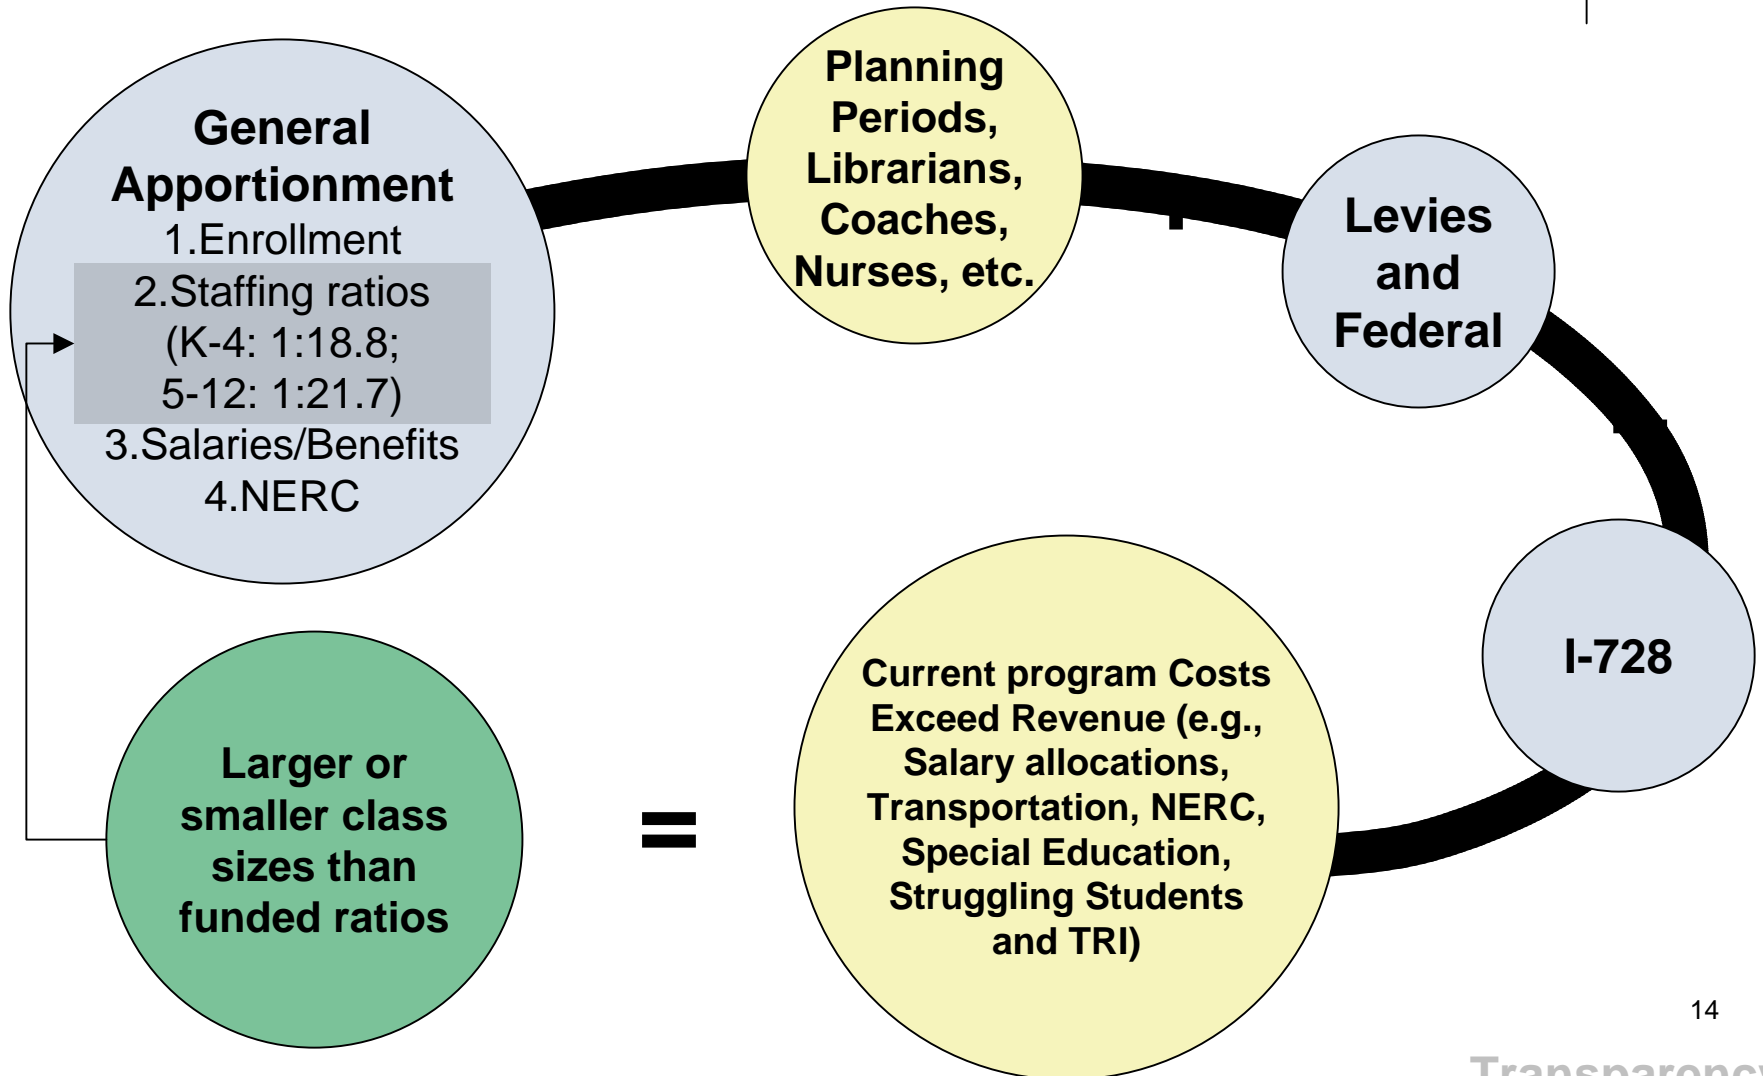 General
Apportionment
1.Enrollment
2.Staffing ratios
(K-4: 1:18.8;
5-12: 1:21.7)
3.Salaries/Benefits
4.NERC
Planning
Periods,
Librarians,
Coaches,
Nurses, etc.
Levies
and
Federal
I-728
Current program Costs
Exceed Revenue (e.g.,
Salary allocations,
Transportation, NERC,
Special Education,
Struggling Students
and TRI)
=
Larger or
smaller class
sizes than
funded ratios
14